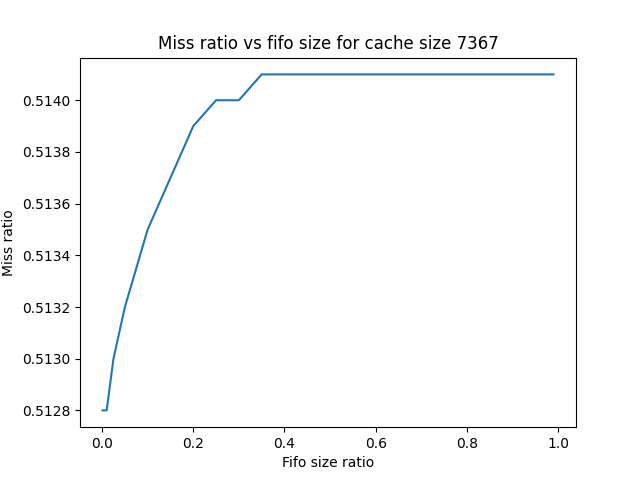 Miss ratio vs fifo size for cache size 7367
0.5140
0.5138
0.5136
0.5134
0.5132
0.5130
0.5128
Miss ratio
0.0 0.2 0.4 0.6 0.8 1.0
Fifo size ratio